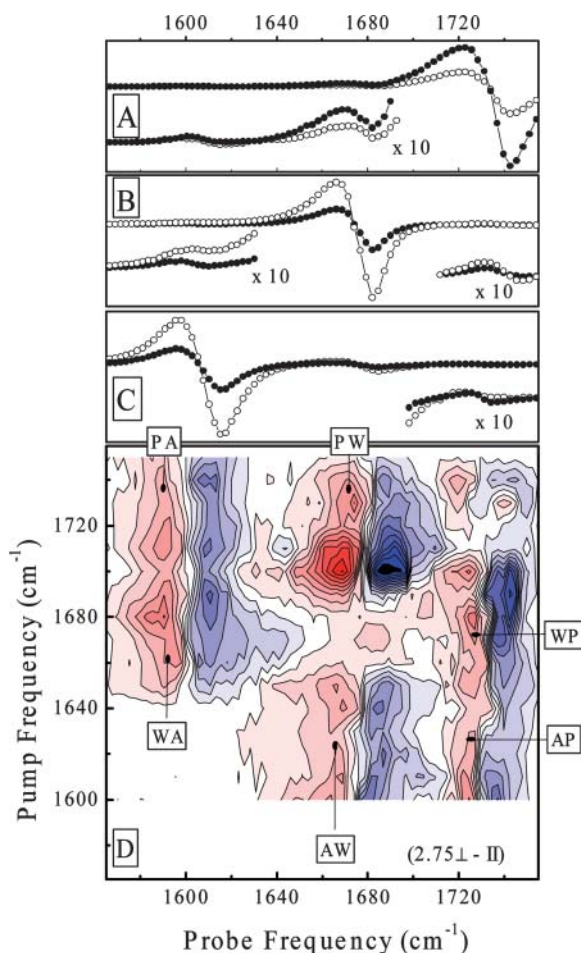 1600 1640 1680 1720
A
x 10
B
x 10
x 10
C
x 10
PA
PW
1720
1680
1640
1600
Pump Frequency (cm-1)
WP
WA
AP
AW
D
(2.75⊥ - II)
1600 1640 1680 1720
Probe Frequency (cm-1)